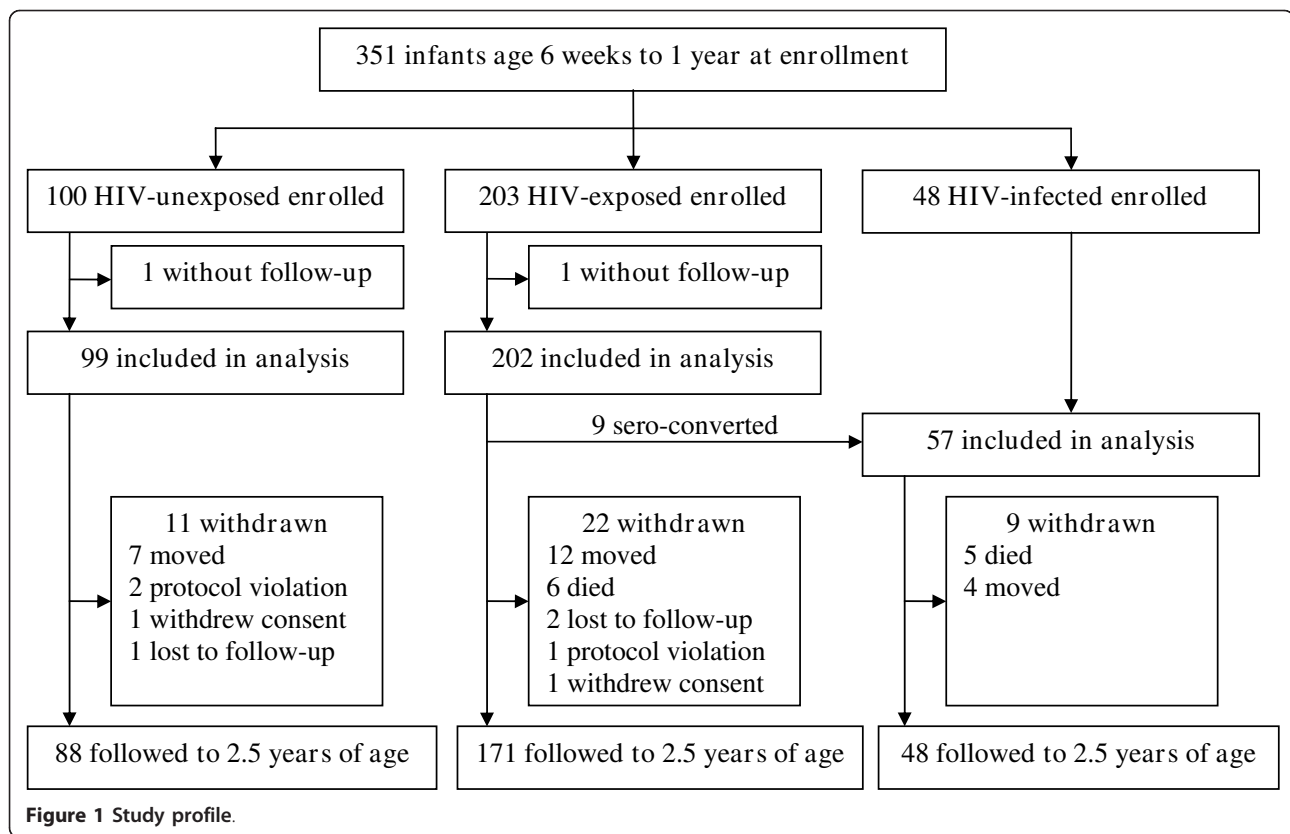 351 infants age 6 weeks to 1 year at enrollment
100 HIV-unexposed enrolled
203 HIV-exposed enrolled
48 HIV-infected enrolled
1 without follow-up
1 without follow-up
99 included in analysis
202 included in analysis
9 sero-converted
57 included in analysis
11 withdrawn
7 moved
2 protocol violation
1 withdrew consent
1 lost to follow-up
22 withdrawn
12 moved
6 died
2 lost to follow-up
1 protocol violation
1 withdrew consent
9 withdrawn
5 died
4 moved
88 followed to 2.5 years of age
171 followed to 2.5 years of age
48 followed to 2.5 years of age
Figure 1 Study profile.